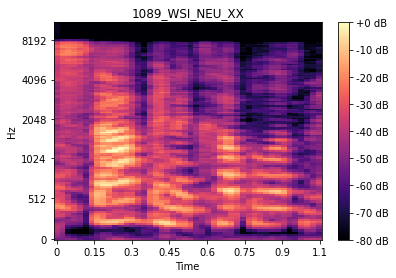 1089_WSI_NEU_XX
+0 dB
8192
-10 dB
4096
-20 dB
-30 dB
2048
Hz
-40 dB
1024
-50 dB
512
-60 dB
-70 dB
0
-80 dB
0 0.15 0.3 0.45 0.6 0.75 0.9 1.1
Time